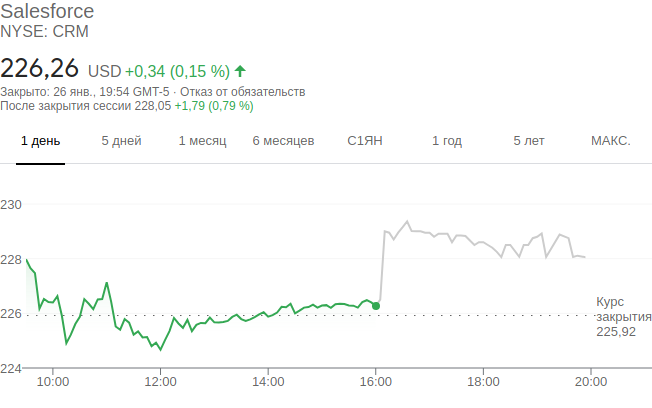 Salesforce
NYSE: CRM
226,26 USD +0,34 (0,15 %)
Закрыто: 26 янв., 19:54 GMT-5 · Отказ от обязательств
После закрытия сессии 228,05 +1,79 (0,79 %)
1 день 5 дней 1 месяц 6 месяцев С1ЯН 1 год 5 лет МАКС.
230
228
226
224
Курс
закрытия
225,92
10:00 12:00 14:00 16:00 18:00 20:00